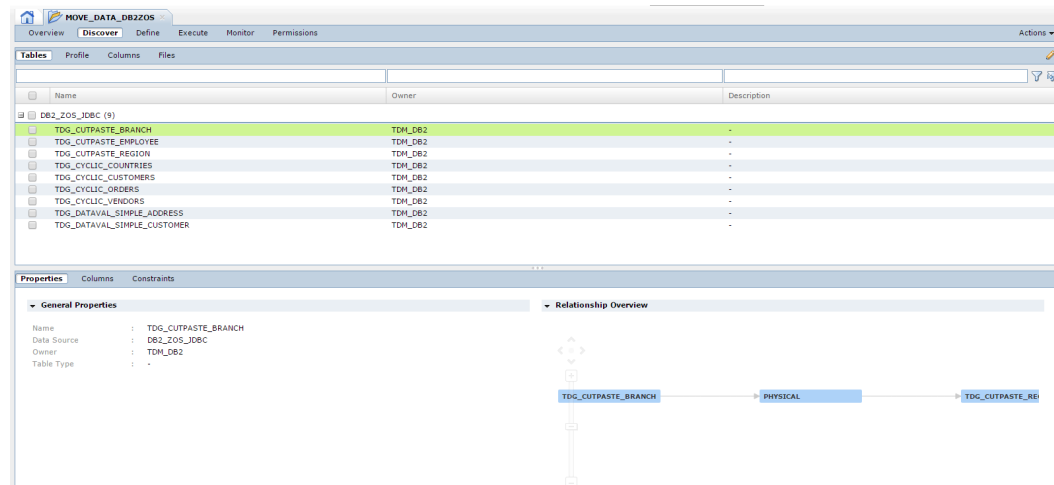 MOVE_DATA_DB2ZOS
Overview Discover Define Execute Monitor Permissions Actions
Tables Profile Columns Files
Name Owner Description
DB2_ZOS_JDBC (9)
TDG_CUTPASTE_BRANCH TDM_DB2 -
TDG_CUTPASTE_EMPLOYEE TDM_DB2 -
TDG_CUTPASTE_REGION TDM_DB2 -
TDG_CYCLIC_COUNTRIES TDM_DB2 -
TDG_CYCLIC_CUSTOMERS TDM_DB2 -
TDG_CYCLIC_ORDERS TDM_DB2 -
TDG_CYCLIC_VENDORS TDM_DB2 -
TDG_DATAVAL_SIMPLE_ADDRESS TDM_DB2 -
TDG_DATAVAL_SIMPLE_CUSTOMER TDM_DB2 -
Properties Columns Constraints
General Properties Relationship Overview
Name : TDG_CUTPASTE_BRANCH
Data Source : DB2_ZOS_JDBC
Owner : TDM_DB2
Table Type : -
TDG_CUTPASTE_BRANCH PHYSICAL TDG_CUTPASTE_RE